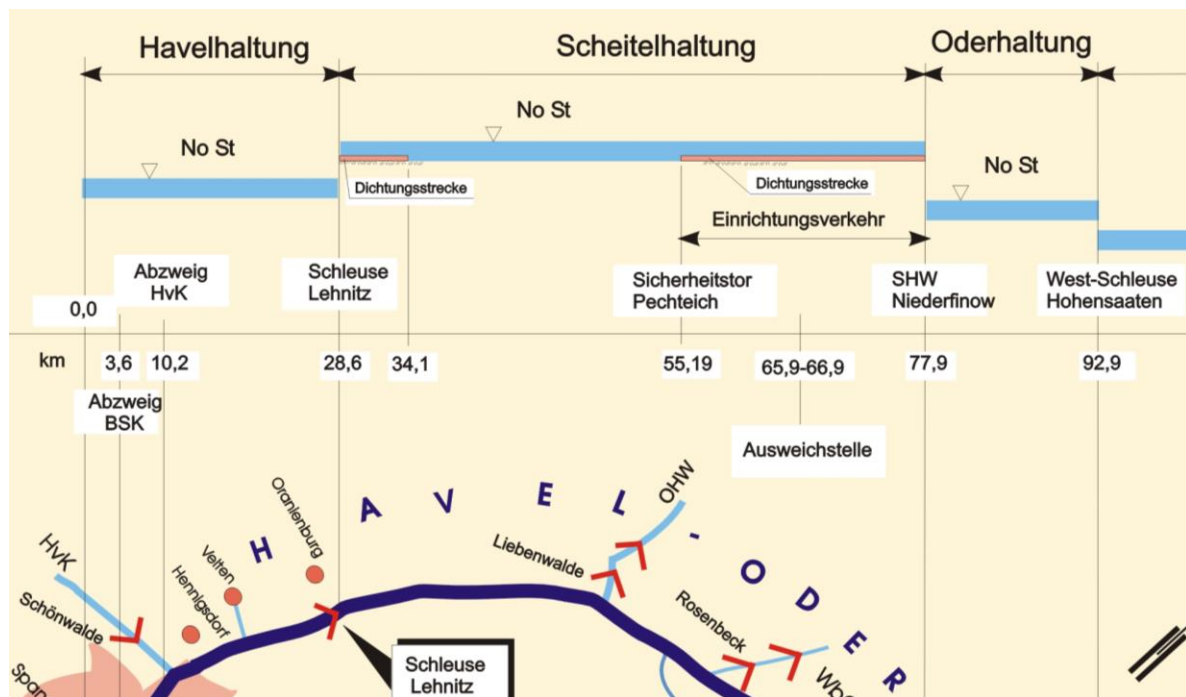 Havelhaltung
Scheitelhaltung
Oderhaltung
No St
No St
No St
Dichtungsstrecke
Dichtungsstrecke
Einrichtungsverkehr
Abzweig
HvK
Schleuse
Lehnitz
Sicherheitstor
Pechteich
SHW
Niederfinow
West-Schleuse
Hohensaaten
0,0
km
3,6
10,2
28,6
34,1
55,19
65,9-66,9
77,9
92,9
Abzweig
BSK
Ausweichstelle
HAVEL-ODER
OHW
Oranienburg
Liebenwalde
HvK
Velten
Hennigsdorf
Schönwalde
Rosenbeck
Schleuse
Lehnitz